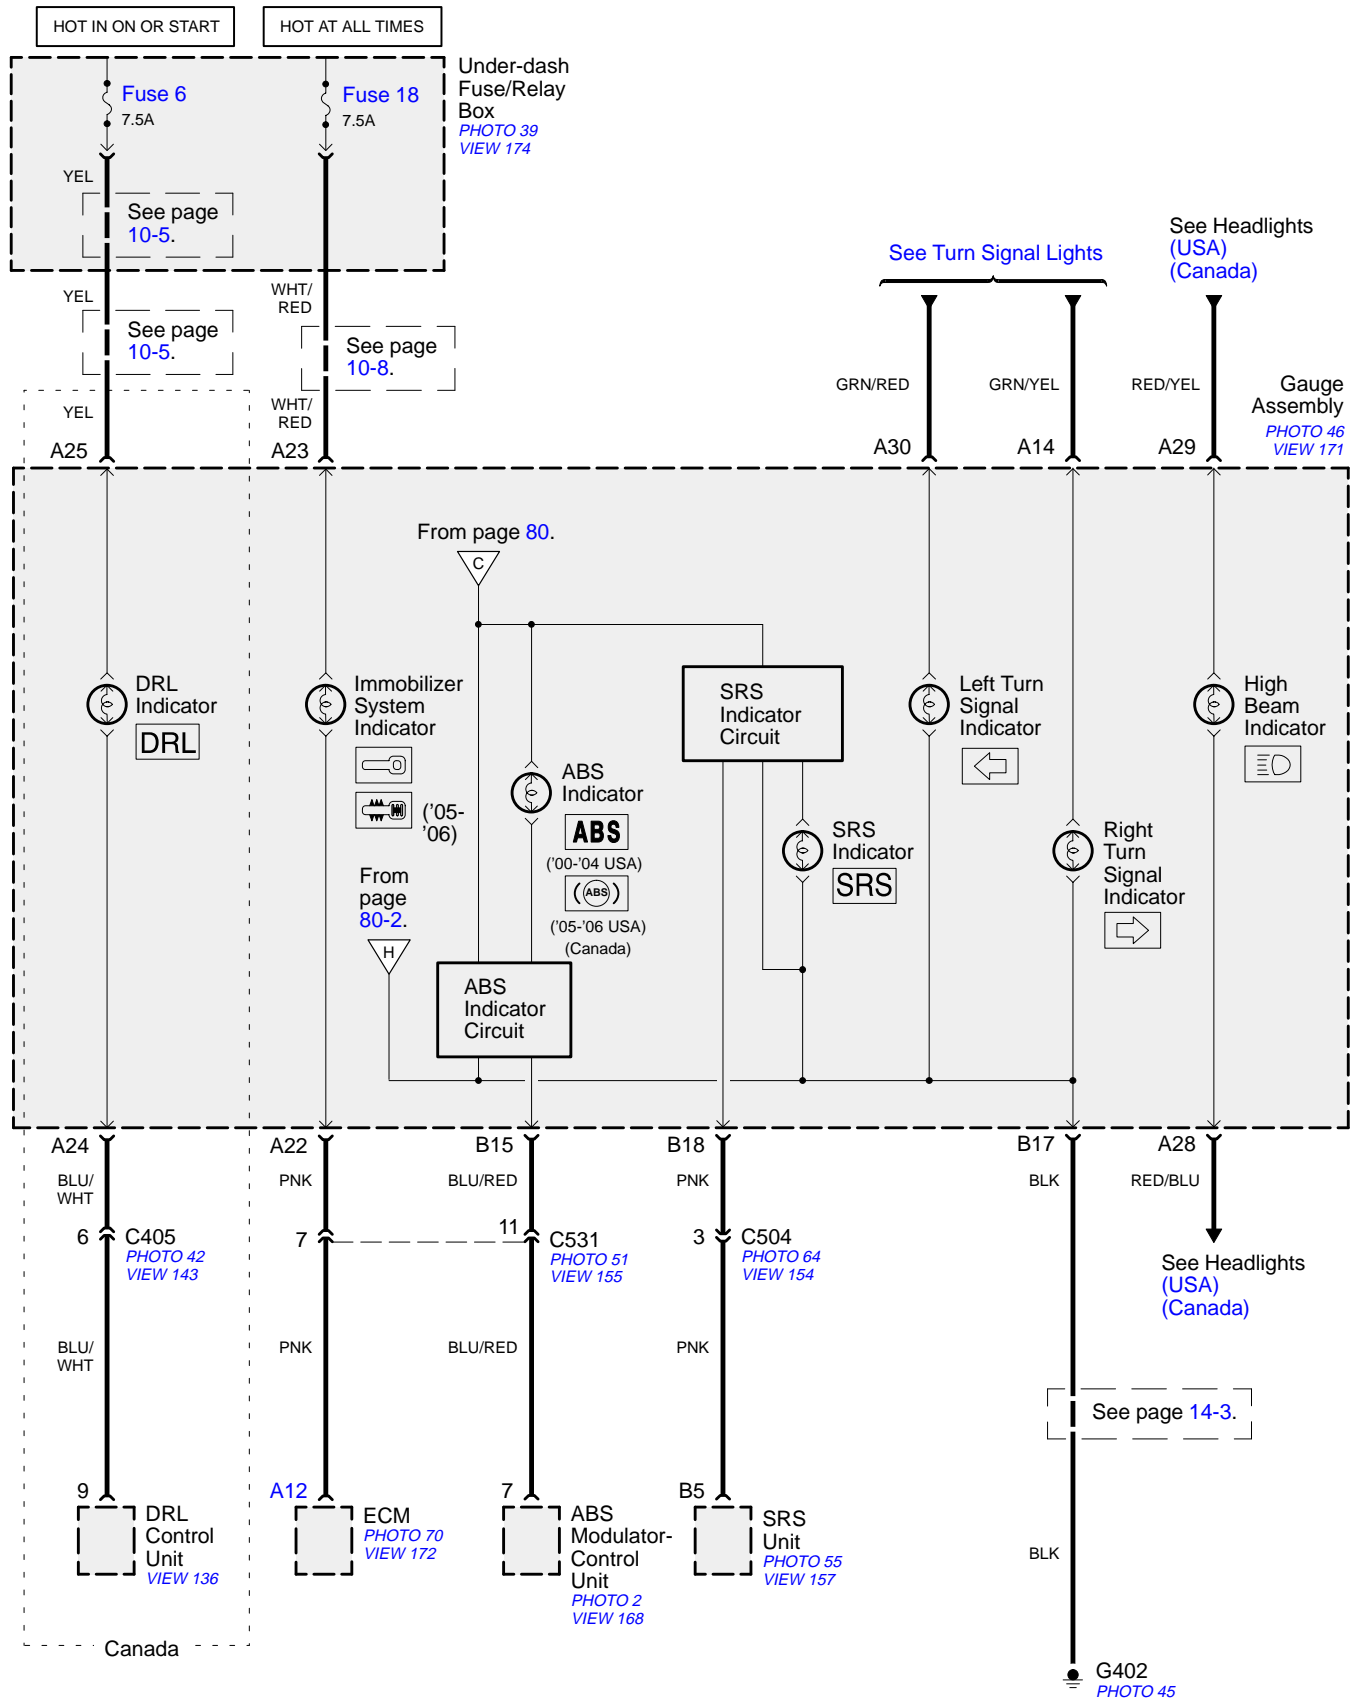 HOT IN ON OR START
HOT AT ALL TIMES
Under-dash
Fuse/Relay
Box
PHOTO 39
VIEW 174
Fuse 6
7.5A
Fuse 18
7.5A
YEL
See page
10-5.
YEL
See page
10-5.
YEL
WHT/
RED
See page
10-8.
WHT/
RED
See Turn Signal Lights
See Headlights
(USA)
(Canada)
GRN/RED
GRN/YEL
RED/YEL
Gauge
Assembly
PHOTO 46
VIEW 171
A25
A23
A30
A14
A29
From page 80.
C
DRL
Indicator
DRL
Immobilizer
System
Indicator
('05-
'06)
ABS
Indicator
ABS
('00-'04 USA)
(ABS)
('05-'06 USA)
(Canada)
SRS
Indicator
Circuit
SRS
Indicator
SRS
Left Turn
Signal
Indicator
Right
Turn
Signal
Indicator
High
Beam
Indicator
From
page
80-2.
H
ABS
Indicator
Circuit
A24
A22
B15
B18
B17
A28
BLU/
WHT
PNK
BLU/RED
PNK
BLK
RED/BLU
6
C405
PHOTO 42
VIEW 143
7
11
C531
PHOTO 51
VIEW 155
3
C504
PHOTO 64
VIEW 154
See Headlights
(USA)
(Canada)
BLU/
WHT
PNK
BLU/RED
PNK
See page 14-3.
9
DRL
Control
Unit
VIEW 136
A12
ECM
PHOTO 70
VIEW 172
7
ABS
Modulator-
Control
Unit
PHOTO 2
VIEW 168
B5
SRS
Unit
PHOTO 55
VIEW 157
BLK
Canada
G402
PHOTO 45